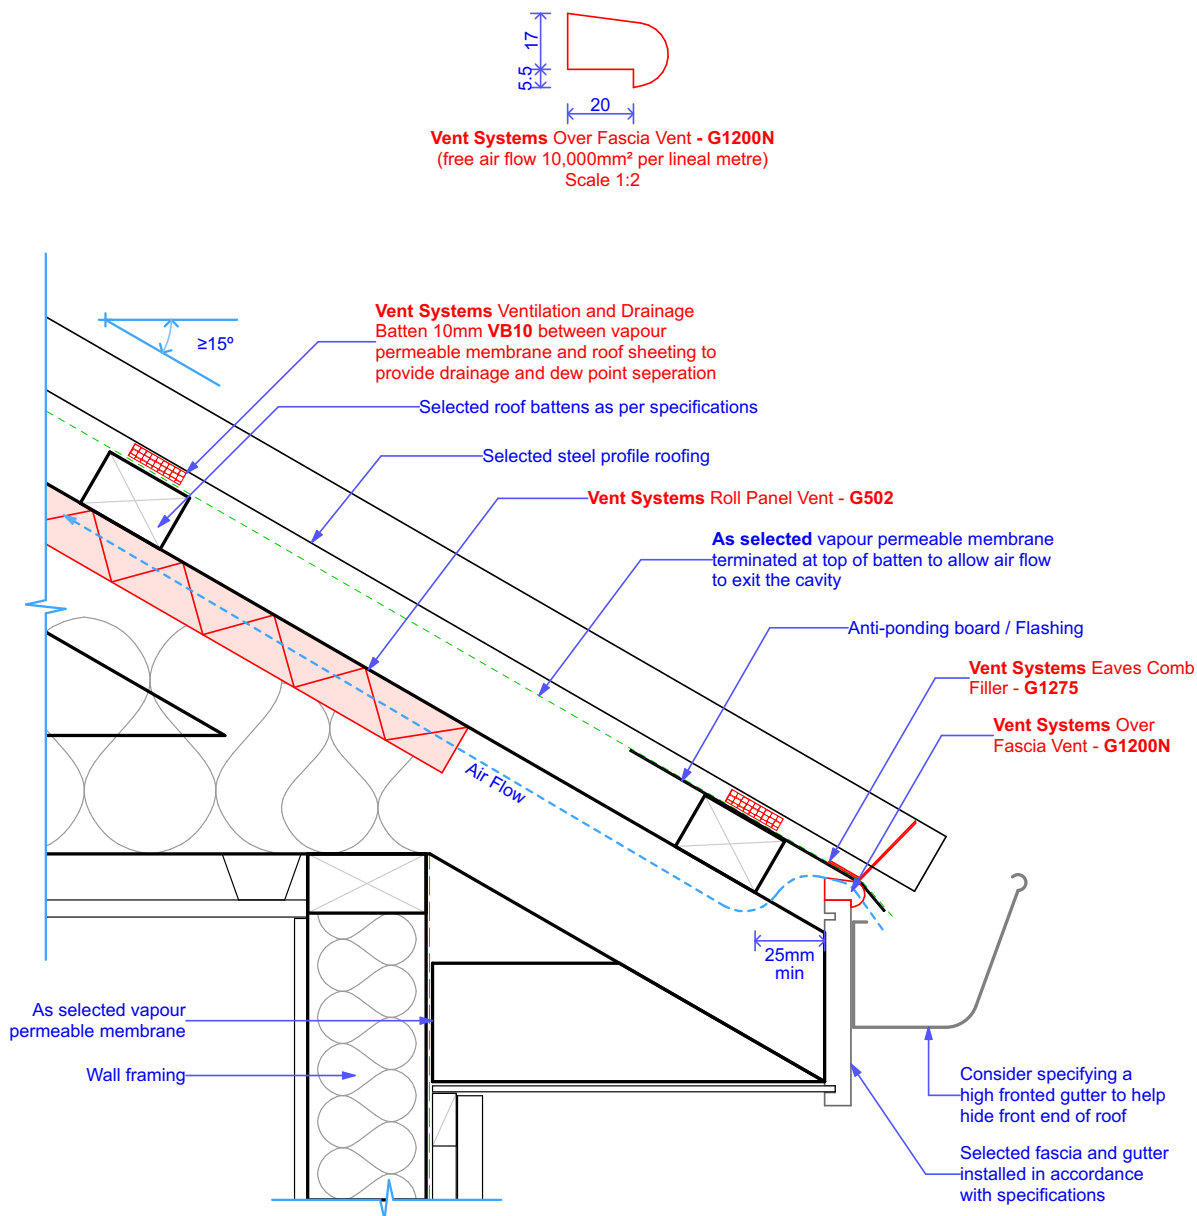 17
5.5
20
Vent Systems Over Fascia Vent - G1200N
(free air flow 10,000mm² per lineal metre)
Scale 1:2
≥15º
Vent Systems Ventilation and Drainage
Batten 10mm VB10 between vapour
permeable membrane and roof sheeting to
provide drainage and dew point seperation
Selected roof battens as per specifications
Selected steel profile roofing
Vent Systems Roll Panel Vent - G502
As selected vapour permeable membrane
terminated at top of batten to allow air flow
to exit the cavity
Anti-ponding board / Flashing
Vent Systems Eaves Comb
Filler - G1275
Vent Systems Over
Fascia Vent - G1200N
Air Flow
25mm
min
As selected vapour
permeable membrane
Wall framing
Consider specifying a
high fronted gutter to help
hide front end of roof
Selected fascia and gutter
installed in accordance
with specifications